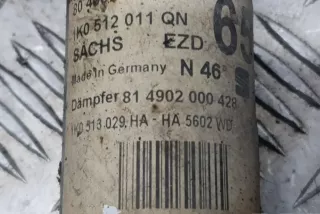 1K0 512 011 QN
65
SACHS EZD
Made in Germany N 46
Dämpfer 81 4902 000 428
1K0 513 029 HA - HA 5602 WD